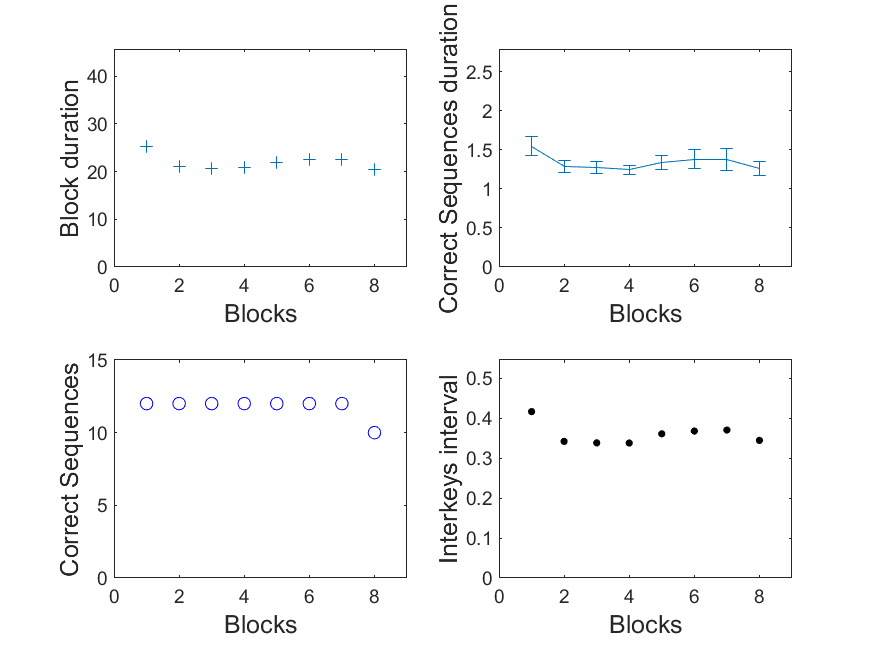 Block duration
40
30
20
10
0
0 2 4 6 8
Blocks
Correct Sequences duration
2.5
2
1.5
1
0.5
0
0 2 4 6 8
Blocks
Correct Sequences
15
10
5
0
0 2 4 6 8
Blocks
Interkeys interval
0.5
0.4
0.3
0.2
0.1
0
0 2 4 6 8
Blocks